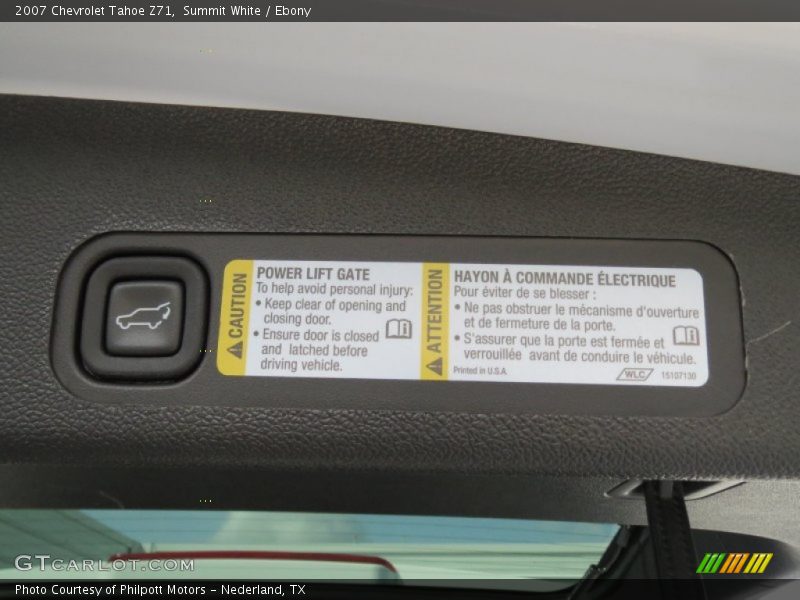 2007 Chevrolet Tahoe Z71,  Summit White / Ebony
CAUTION
POWER LIFT GATE
To help avoid personal injury:
• Keep clear of opening and
closing door.
• Ensure door is closed
and latched before
driving vehicle.
ATTENTION
HAYON À COMMANDE ÉLECTRIQUE
Pour éviter de se blesser :
• Ne pas obstruer le mécanisme d'ouverture
et de fermeture de la porte.
• S'assurer que la porte est fermée et
verrouillée avant de conduire le véhicule.
Printed in U.S.A.
WLC 15107130
GTCARLOT.COM
Photo Courtesy of Philpott Motors - Nederland, TX